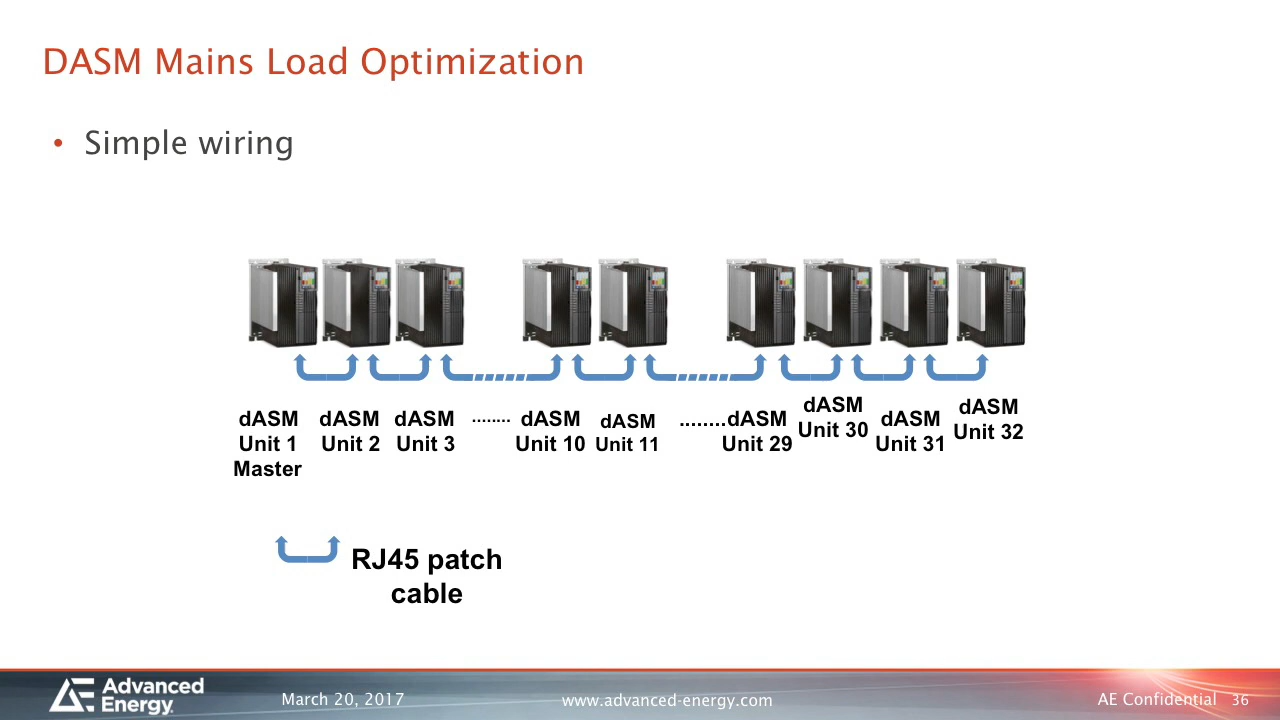 DASM Mains Load Optimization
• Simple wiring
dASM
Unit 1
Master
dASM
Unit 2
dASM
Unit 3
........
dASM
Unit 10
dASM
Unit 11
........
dASM
Unit 29
dASM
Unit 30
dASM
Unit 31
dASM
Unit 32
RJ45 patch
cable
Advanced
Energy
March 20, 2017
www.advanced-energy.com
AE Confidential 36